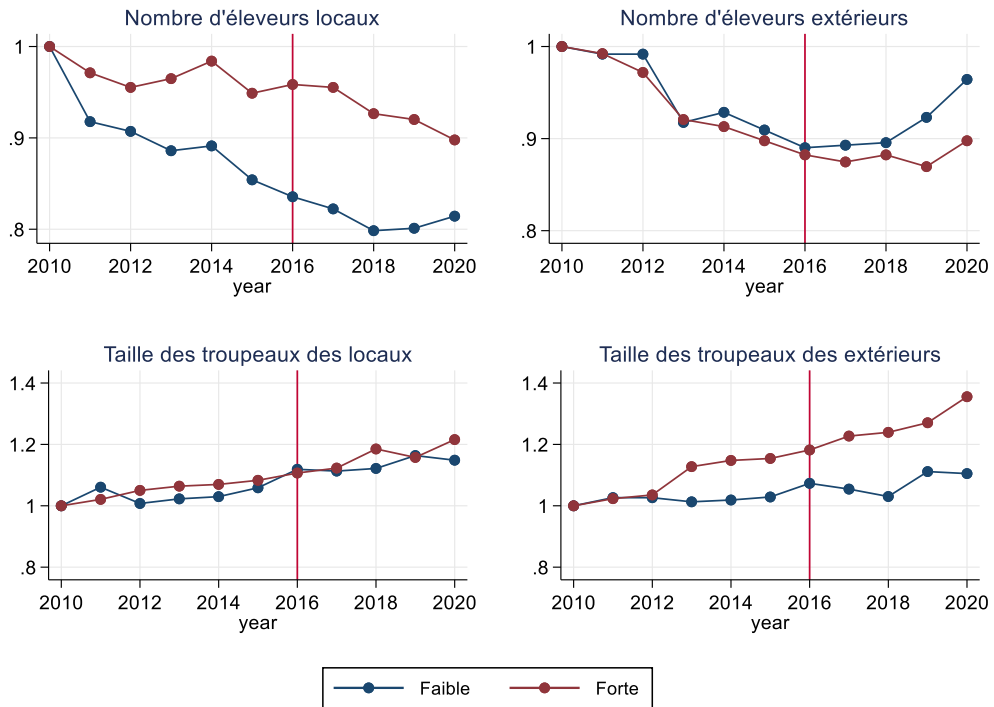 Nombre d'éleveurs locaux
1
.9
.8
2010 2012 2014 2016 2018 2020
year
Nombre d'éleveurs extérieurs
1
.9
.8
2010 2012 2014 2016 2018 2020
year
Taille des troupeaux des locaux
1.4
1.2
1
.8
2010 2012 2014 2016 2018 2020
year
Taille des troupeaux des extérieurs
1.4
1.2
1
.8
2010 2012 2014 2016 2018 2020
year
Faible Forte